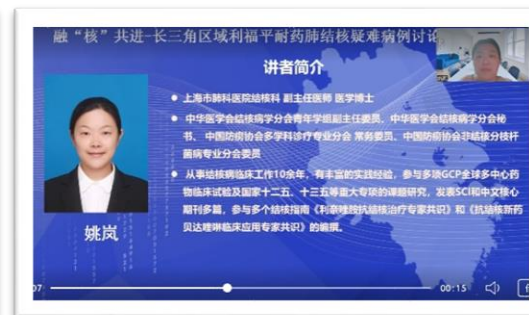 融“核”共进-长三角区域利福平耐药肺结核疑难病例讨论
讲者简介
上海市肺科医院结核科 副主任医师 医学博士
中华医学会结核病学分会青年学组副主任委员、中华医学会结核病学分会秘
书、中国防痨协会多学科诊疗专业分会 常务委员、中国防痨协会非结核分枝杆
菌病专业分会委员
从事结核病临床工作10余年，有丰富的实践经验，参与多项GCP全球多中心药
物临床试验及国家十二五、十三五等重大专项的课题研究，发表SCI和中文核心
期刊多篇，参与多个结核指南《利奈唑胺抗结核治疗专家共识》和《抗结核新药
贝达喹啉临床应用专家共识》的编撰。
姚岚
07
00:15